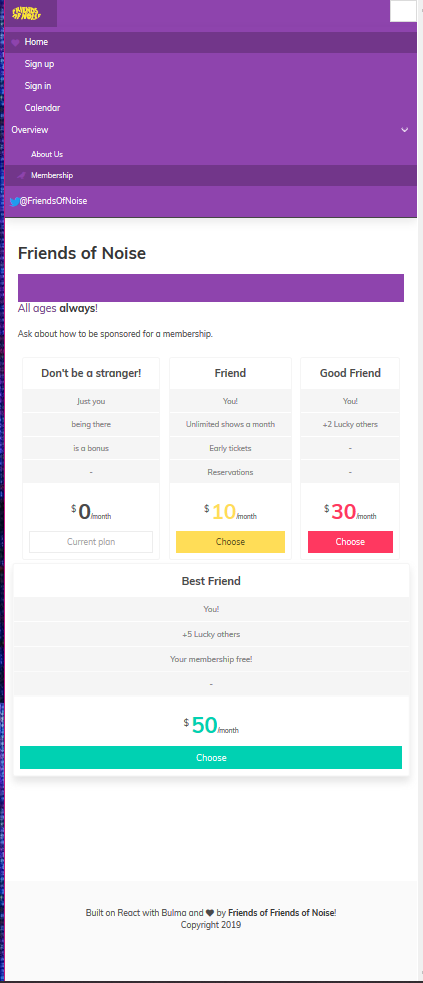 FRIENDS
OF NOISE
Home
Sign up
Sign in
Calendar
Overview
About Us
Membership
@FriendsOfNoise
Friends of Noise
All ages always!
Ask about how to be sponsored for a membership.
Don't be a stranger!
Just you
being there
is a bonus
-
$ 0/month
Current plan
Friend
You!
Unlimited shows a month
Early tickets
Reservations
$ 10/month
Choose
Good Friend
You!
+2 Lucky others
-
-
$ 30/month
Choose
Best Friend
You!
+5 Lucky others
Your membership free!
-
$ 50/month
Choose
Built on React with Bulma and ♥ by Friends of Friends of Noise!
Copyright 2019